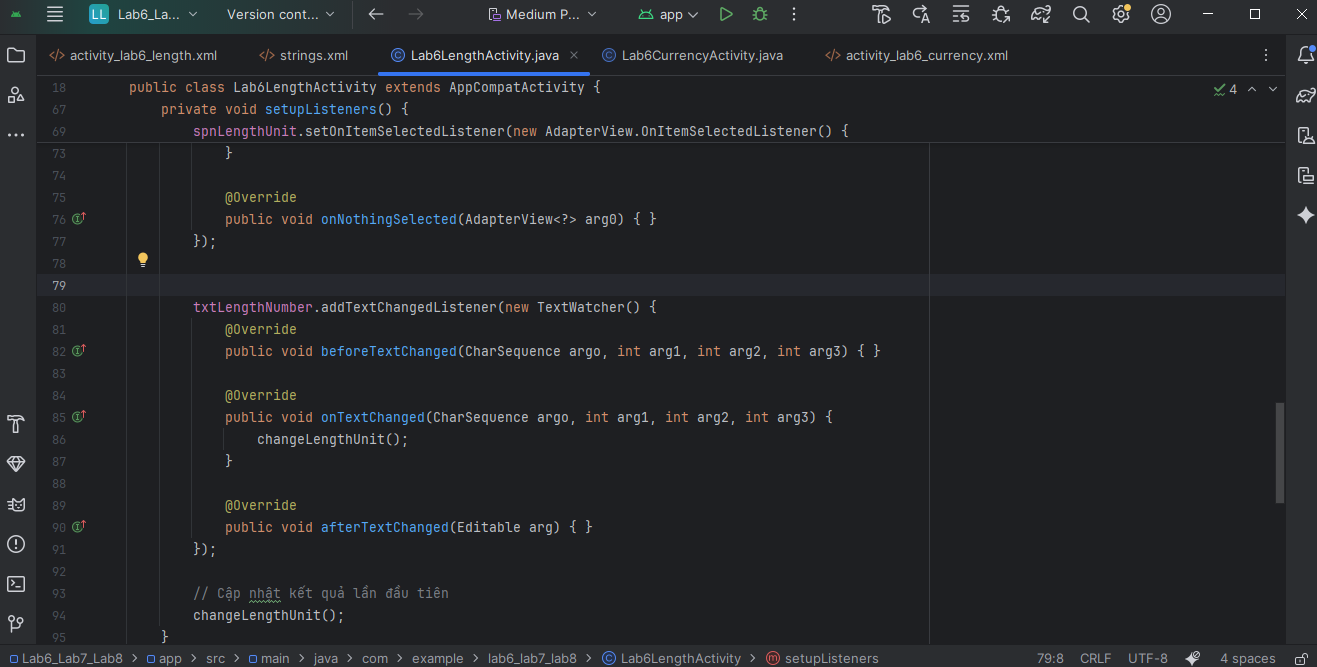 LL Lab6_La... Version cont... Medium P... app
activity_lab6_length.xml strings.xml Lab6LengthActivity.java Lab6CurrencyActivity.java activity_lab6_currency.xml
18 public class Lab6LengthActivity extends AppCompatActivity { 4
67 private void setupListeners() {
69 spnLengthUnit.setOnItemSelectedListener(new AdapterView.OnItemSelectedListener() {
73 }
74
75 @Override
76 public void onNothingSelected(AdapterView<?> arg0) { }
77 });
78
79
80 txtLengthNumber.addTextChangedListener(new TextWatcher() {
81 @Override
82 public void beforeTextChanged(CharSequence argo, int arg1, int arg2, int arg3) { }
83
84 @Override
85 public void onTextChanged(CharSequence argo, int arg1, int arg2, int arg3) {
86 changeLengthUnit();
87 }
88
89 @Override
90 public void afterTextChanged(Editable arg) { }
91 });
92
93 // Cập nhật kết quả lần đầu tiên
94 changeLengthUnit();
95 }
Lab6_Lab7_Lab8 > app > src > main > java > com > example > lab6_lab7_lab8 > Lab6LengthActivity > setupListeners 79:8 CRLF UTF-8 4 spaces